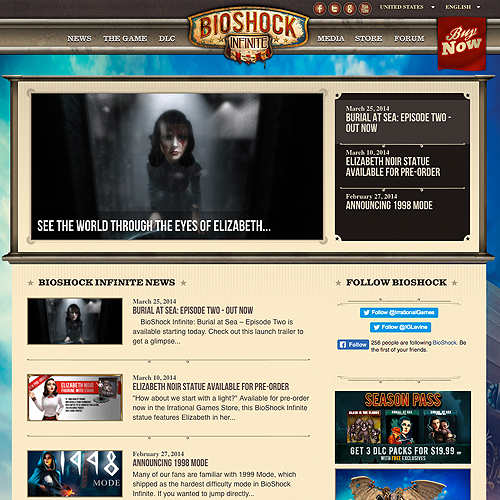 BIOSHOCK
INFINITE
UNITED STATES
ENGLISH
NEWS THE GAME DLC
MEDIA STORE FORUM
Buy
Now
SEE THE WORLD THROUGH THE EYES OF ELIZABETH...
March 25, 2014
BURIAL AT SEA: EPISODE TWO -
OUT NOW
March 10, 2014
ELIZABETH NOIR STATUE
AVAILABLE FOR PRE-ORDER
February 27, 2014
ANNOUNCING 1998 MODE
BIOSHOCK INFINITE NEWS
March 25, 2014
BURIAL AT SEA: EPISODE TWO - OUT NOW
BioShock Infinite: Burial at Sea – Episode Two is
available starting today. Check out this launch trailer to
get a glimpse...
March 10, 2014
ELIZABETH NOIR STATUE AVAILABLE FOR PRE-ORDER
"How about we start with a light?" Available for pre-order
now in the Irrational Games Store, this BioShock Infinite
statue features Elizabeth in her...
ELIZABETH NOIR
February 27, 2014
ANNOUNCING 1998 MODE
Many of our fans are familiar with 1999 Mode, which
shipped as the hardest difficulty mode in BioShock
Infinite. If you wanted to jump directly...
1998
MODE
FOLLOW BIOSHOCK
Follow @IrrationalGames
Follow @IGLevine
Follow
256 people are following BioShock. Be
the first of your friends.
SEASON PASS
GET 3 DLC PACKS FOR $19.99
WITH FREE EXCLUSIVES